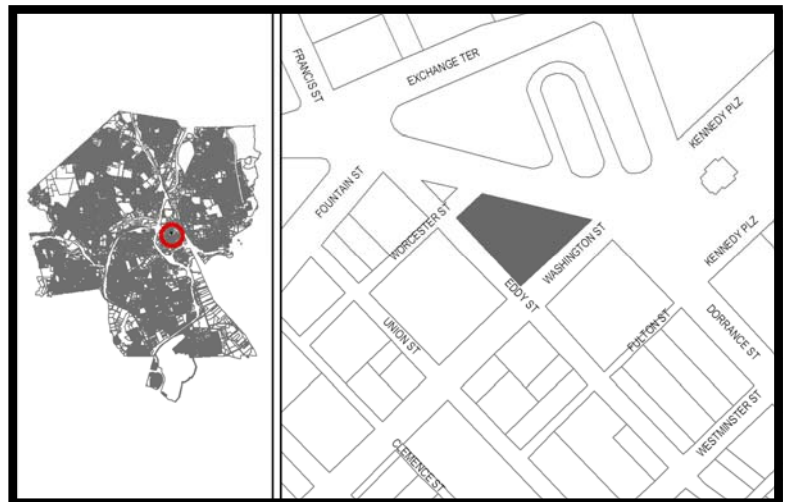 FRANCIS ST
EXCHANGE TER
KENNEDY PLZ
FOUNTAIN ST
WORCESTER ST
WASHINGTON ST
KENNEDY PLZ
EDDY ST
UNION ST
FULTON ST
DORRANCE ST
WESTMINSTER ST
CLEMENCE ST